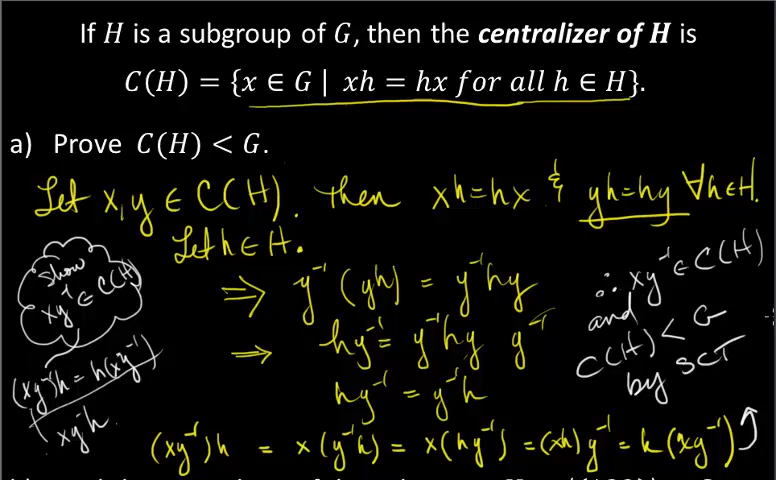 If H is a subgroup of G, then the centralizer of H is
C(H) = {x ∈ G | xh = hx for all h ∈ H}.
a) Prove C(H) < G.
Let x, y ∈ C(H). Then xh = hx & yh = hy ∀h ∈ H.
Let h ∈ H.
Show
xy⁻¹ ∈ C(H)
(xy⁻¹)h = h(xy⁻¹)
xy⁻¹h
⇒ y⁻¹(yh) = y⁻¹hy
⇒ hy⁻¹ = y⁻¹hy y⁻¹
hy⁻¹ = y⁻¹h
(xy⁻¹)h = x(y⁻¹h) = x(hy⁻¹) = (xh)y⁻¹ = h(xy⁻¹)
∴ xy⁻¹ ∈ C(H)
and
C(H) < G
by SCT